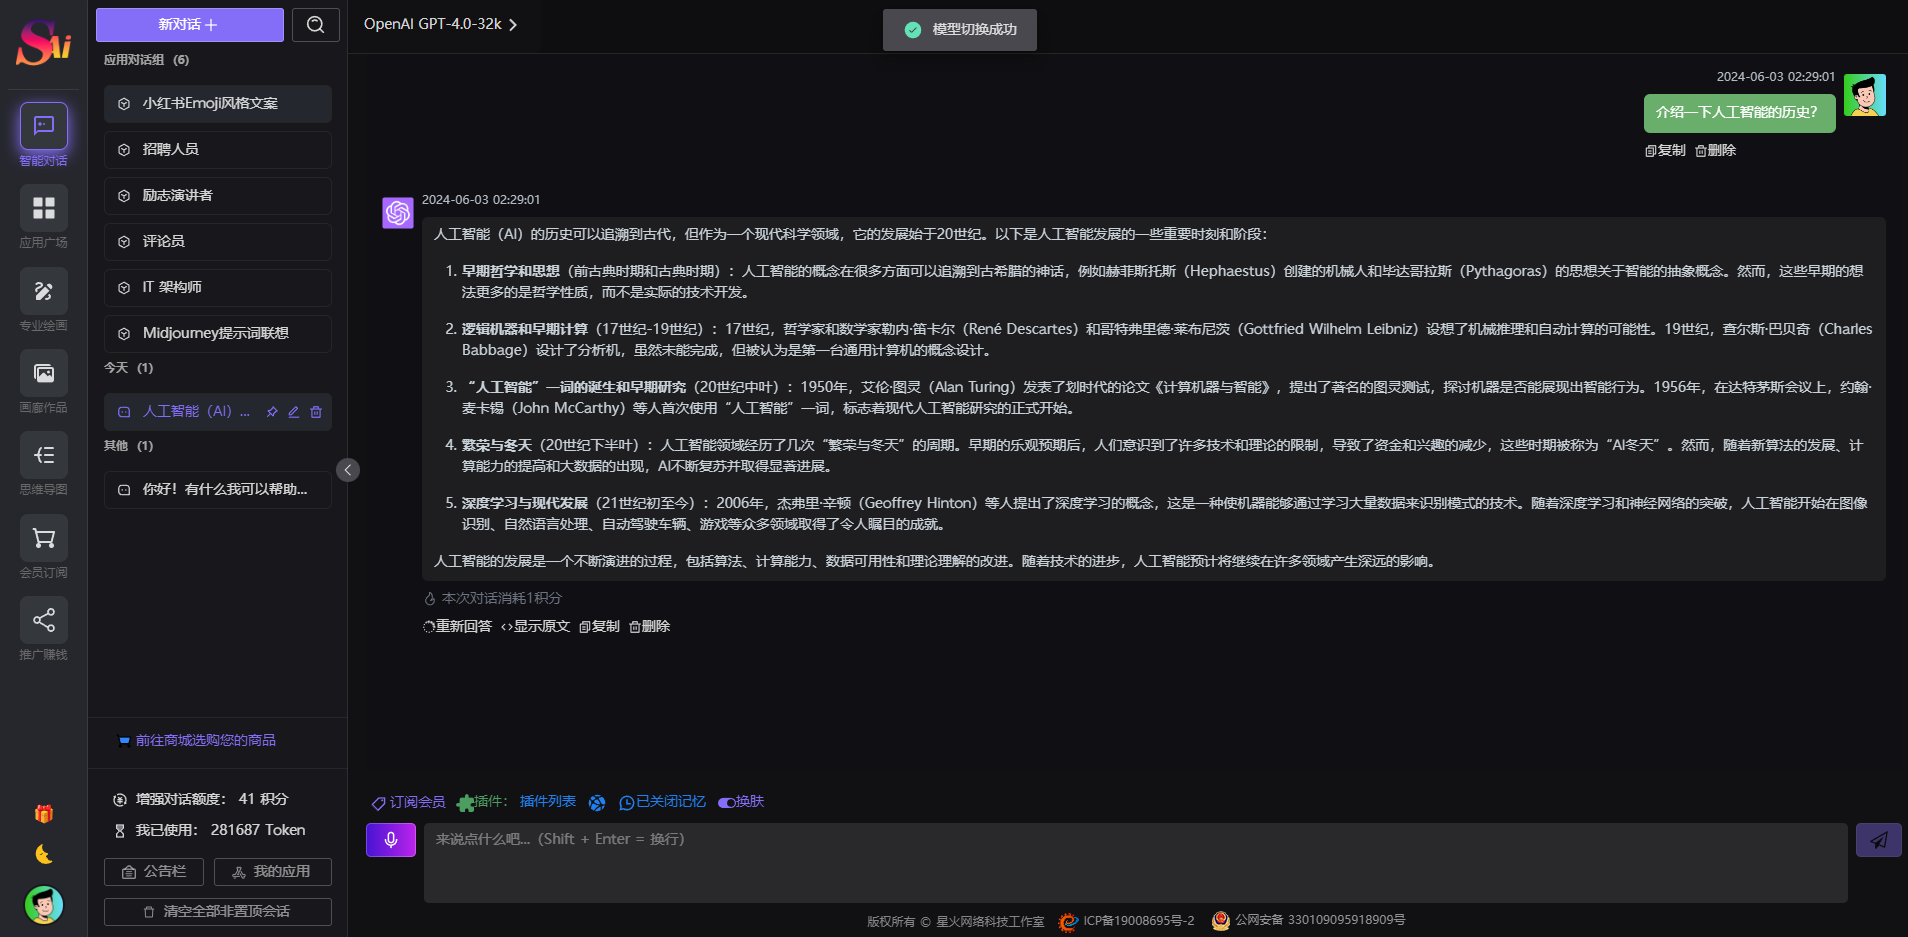 SAi
智能对话
应用广场
专业绘画
画廊作品
思维导图
会员订阅
推广赚钱
新对话
应用对话组 (6)
小红书Emoji风格文案
招聘人员
励志演讲者
评论员
IT 架构师
Midjourney提示词联想
今天 (1)
人工智能（AI）...
其他 (1)
你好！有什么我可以帮助...
前往商城选购您的商品
增强对话额度： 41 积分
我已使用： 281687 Token
公告栏
我的应用
清空全部非置顶会话
OpenAI GPT-4.0-32k
模型切换成功
2024-06-03 02:29:01
介绍一下人工智能的历史?
复制 删除
2024-06-03 02:29:01
人工智能（AI）的历史可以追溯到古代，但作为一个现代科学领域，它的发展始于20世纪。以下是人工智能发展的一些重要时刻和阶段：
1. 早期哲学和思想（前古典时期和古典时期）：人工智能的概念在很多方面可以追溯到古希腊的神话，例如赫菲斯托斯（Hephaestus）创建的机械人和毕达哥拉斯（Pythagoras）的思想关于智能的抽象概念。然而，这些早期的想
法更多的是哲学性质，而不是实际的技术开发。
2. 逻辑机器和早期计算（17世纪-19世纪）：17世纪，哲学家和数学家勒内·笛卡尔（René Descartes）和哥特弗里德·莱布尼茨（Gottfried Wilhelm Leibniz）设想了机械推理和自动计算的可能性。19世纪，查尔斯·巴贝奇（Charles
Babbage）设计了分析机，虽然未能完成，但被认为是第一台通用计算机的概念设计。
3. “人工智能”一词的诞生和早期研究（20世纪中叶）：1950年，艾伦·图灵（Alan Turing）发表了划时代的论文《计算机器与智能》，提出了著名的图灵测试，探讨机器是否能展现出智能行为。1956年，在达特茅斯会议上，约翰·
麦卡锡（John McCarthy）等人首次使用“人工智能”一词，标志着现代人工智能研究的正式开始。
4. 繁荣与冬天（20世纪下半叶）：人工智能领域经历了几次“繁荣与冬天”的周期。早期的乐观预期后，人们意识到了许多技术和理论的限制，导致了资金和兴趣的减少，这些时期被称为“AI冬天”。然而，随着新算法的发展、计
算能力的提高和大数据的出现，AI不断复苏并取得显著进展。
5. 深度学习与现代发展（21世纪初至今）：2006年，杰弗里·辛顿（Geoffrey Hinton）等人提出了深度学习的概念，这是一种使机器能够通过学习大量数据来识别模式的技术。随着深度学习和神经网络的突破，人工智能开始在图像
识别、自然语言处理、自动驾驶车辆、游戏等众多领域取得了令人瞩目的成就。
人工智能的发展是一个不断演进的过程，包括算法、计算能力、数据可用性和理论理解的改进。随着技术的进步，人工智能预计将继续在许多领域产生深远的影响。
本次对话消耗1积分
重新回答 显示原文 复制 删除
订阅会员 插件： 插件列表 已关闭记忆 换肤
来说点什么吧...（Shift + Enter = 换行）
版权所有 © 星火网络科技工作室 ICP备19008695号-2 公网安备 330109095918909号